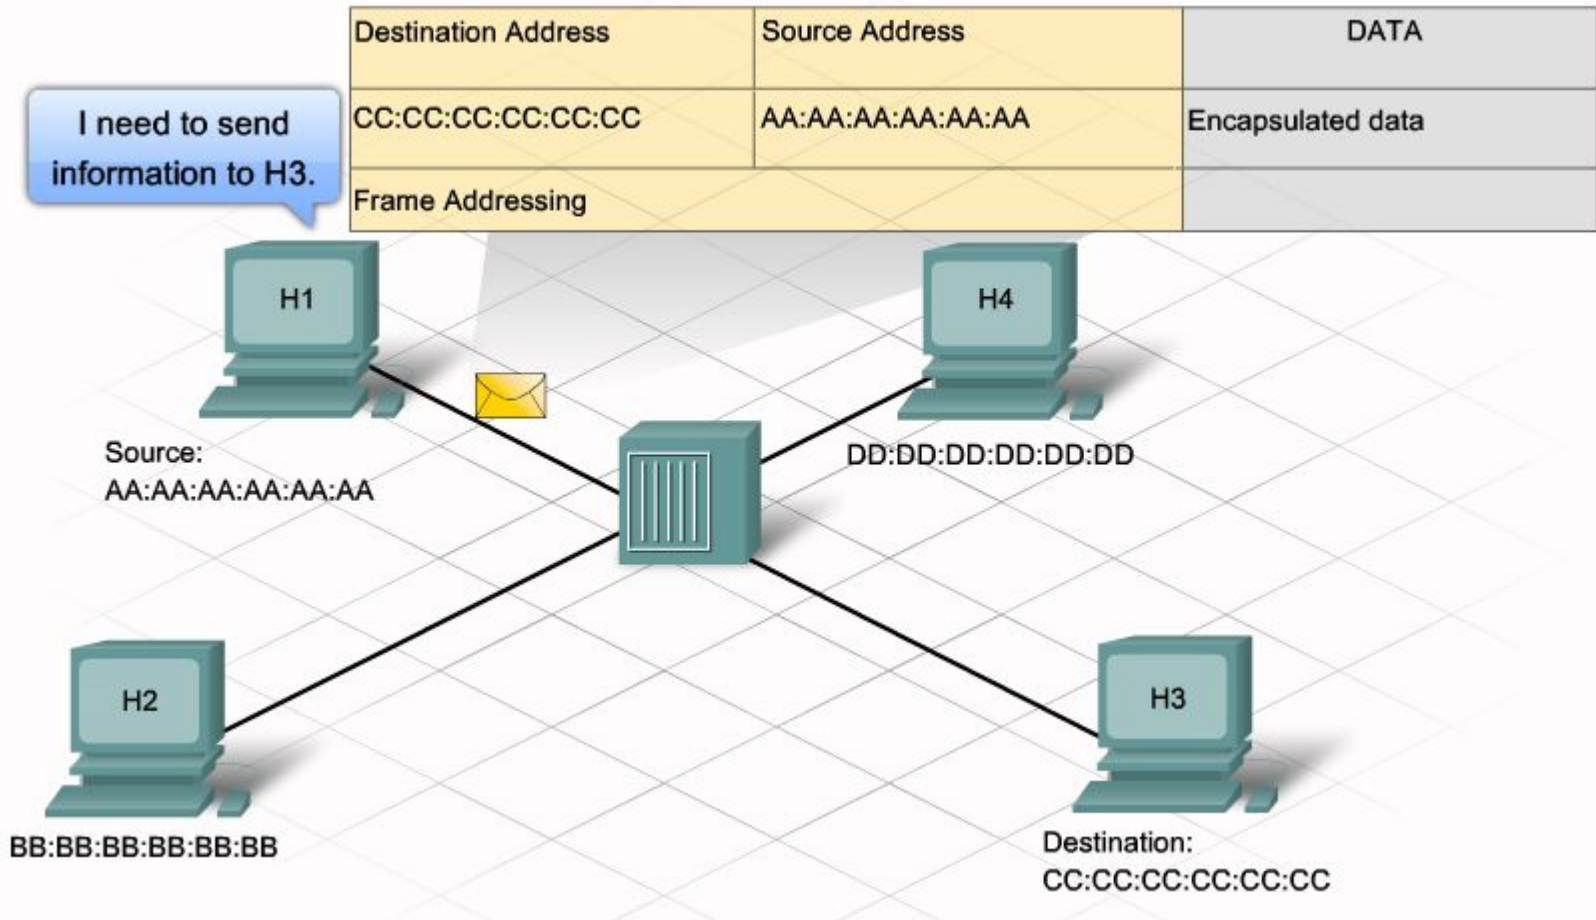 Destination Address
Source Address
DATA
CC:CC:CC:CC:CC:CC
AA:AA:AA:AA:AA:AA
Encapsulated data
Frame Addressing
I need to send
information to H3.
H1
H4
Source:
AA:AA:AA:AA:AA:AA
DD:DD:DD:DD:DD:DD
H2
H3
BB:BB:BB:BB:BB:BB
Destination:
CC:CC:CC:CC:CC:CC